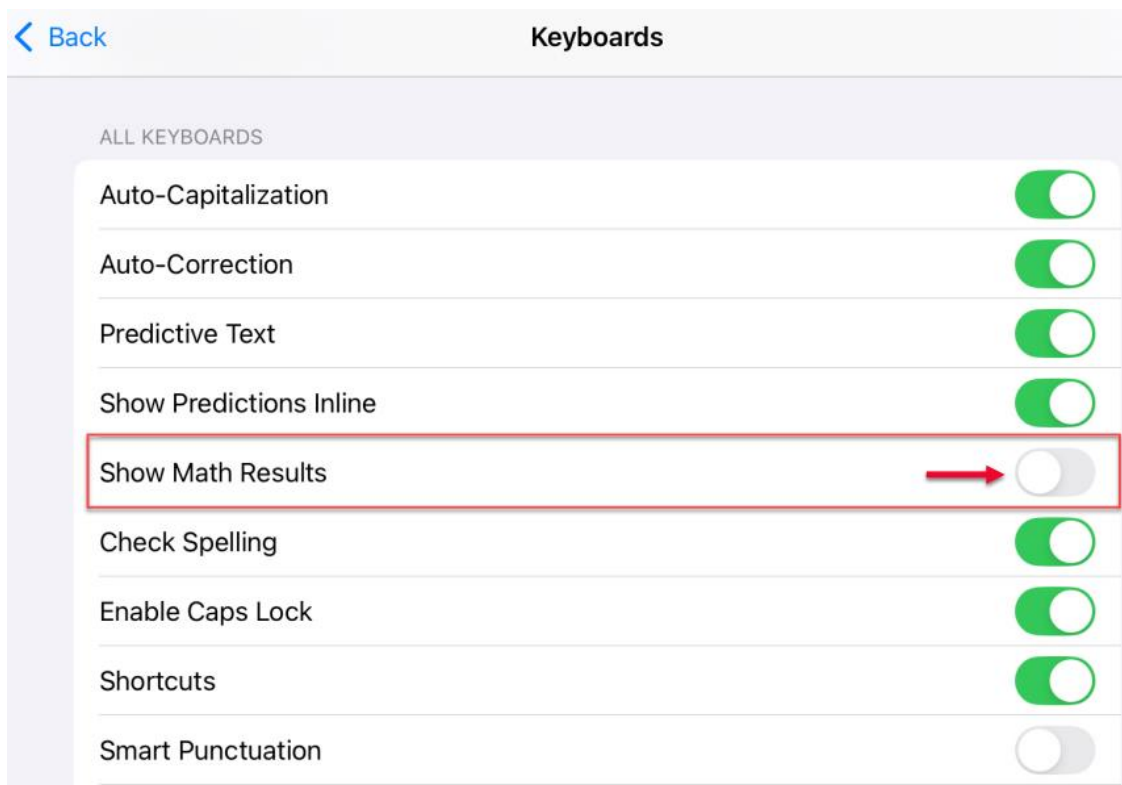 Back
Keyboards
ALL KEYBOARDS
Auto-Capitalization
Auto-Correction
Predictive Text
Show Predictions Inline
Show Math Results
Check Spelling
Enable Caps Lock
Shortcuts
Smart Punctuation